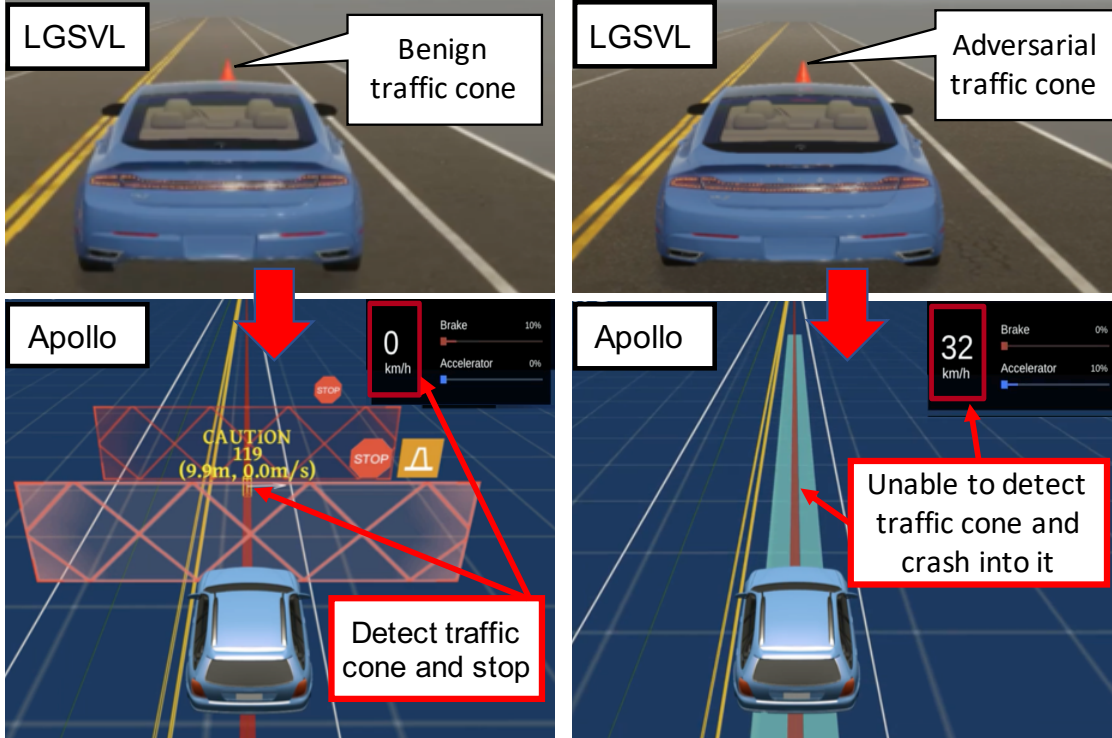 LGSVL
Benign
traffic cone
LGSVL
Adversarial
traffic cone
Apollo
0
km/h
Brake
10%
Accelerator
0%
STOP
CAUTION
119
(9.9m, 0.0m/s)
STOP
Detect traffic
cone and stop
Apollo
32
km/h
Brake
0%
Accelerator
10%
Unable to detect
traffic cone and
crash into it